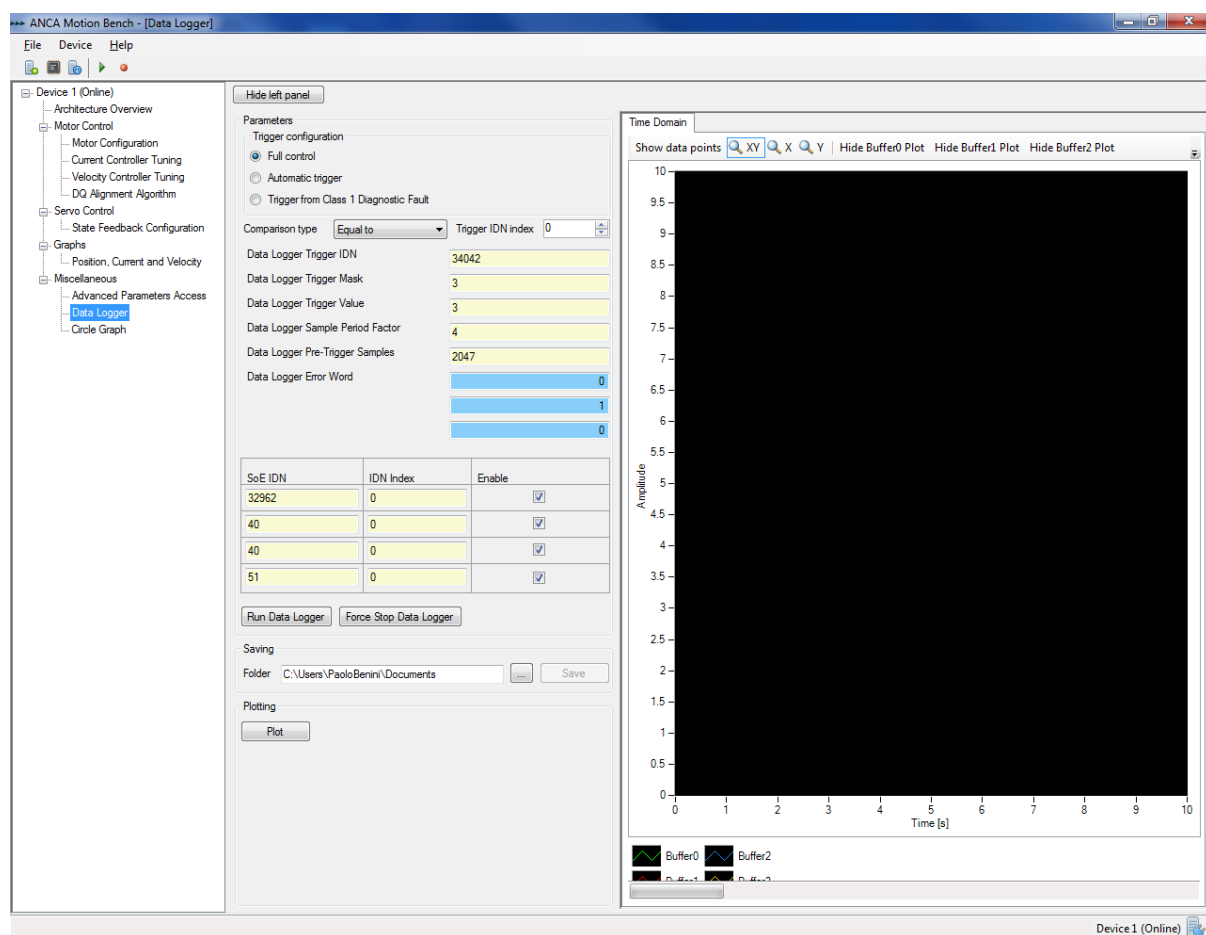 ANCA Motion Bench - [Data Logger]
File Device Help
Device 1 (Online)
Architecture Overview
Motor Control
Motor Configuration
Current Controller Tuning
Velocity Controller Tuning
DQ Alignment Algorithm
Servo Control
State Feedback Configuration
Graphs
Position, Current and Velocity
Miscellaneous
Advanced Parameters Access
Data Logger
Circle Graph
Hide left panel
Parameters
Trigger configuration
Full control
Automatic trigger
Trigger from Class 1 Diagnostic Fault
Comparison type Equal to Trigger IDN index 0
Data Logger Trigger IDN 34042
Data Logger Trigger Mask 3
Data Logger Trigger Value 3
Data Logger Sample Period Factor 4
Data Logger Pre-Trigger Samples 2047
Data Logger Error Word 0
1
0
SoE IDN IDN Index Enable
32962 0
40 0
40 0
51 0
Run Data Logger Force Stop Data Logger
Saving
Folder C:\Users\PaoloBenini\Documents ... Save
Plotting
Plot
Time Domain
Show data points XY X Y Hide Buffer0 Plot Hide Buffer1 Plot Hide Buffer2 Plot
10
9.5
9
8.5
8
7.5
7
6.5
6
5.5
5
4.5
4
3.5
3
2.5
2
1.5
1
0.5
0
Amplitude
0 1 2 3 4 5 6 7 8 9 10
Time [s]
Buffer0 Buffer2
Buffer1 Buffer3
Device 1 (Online)